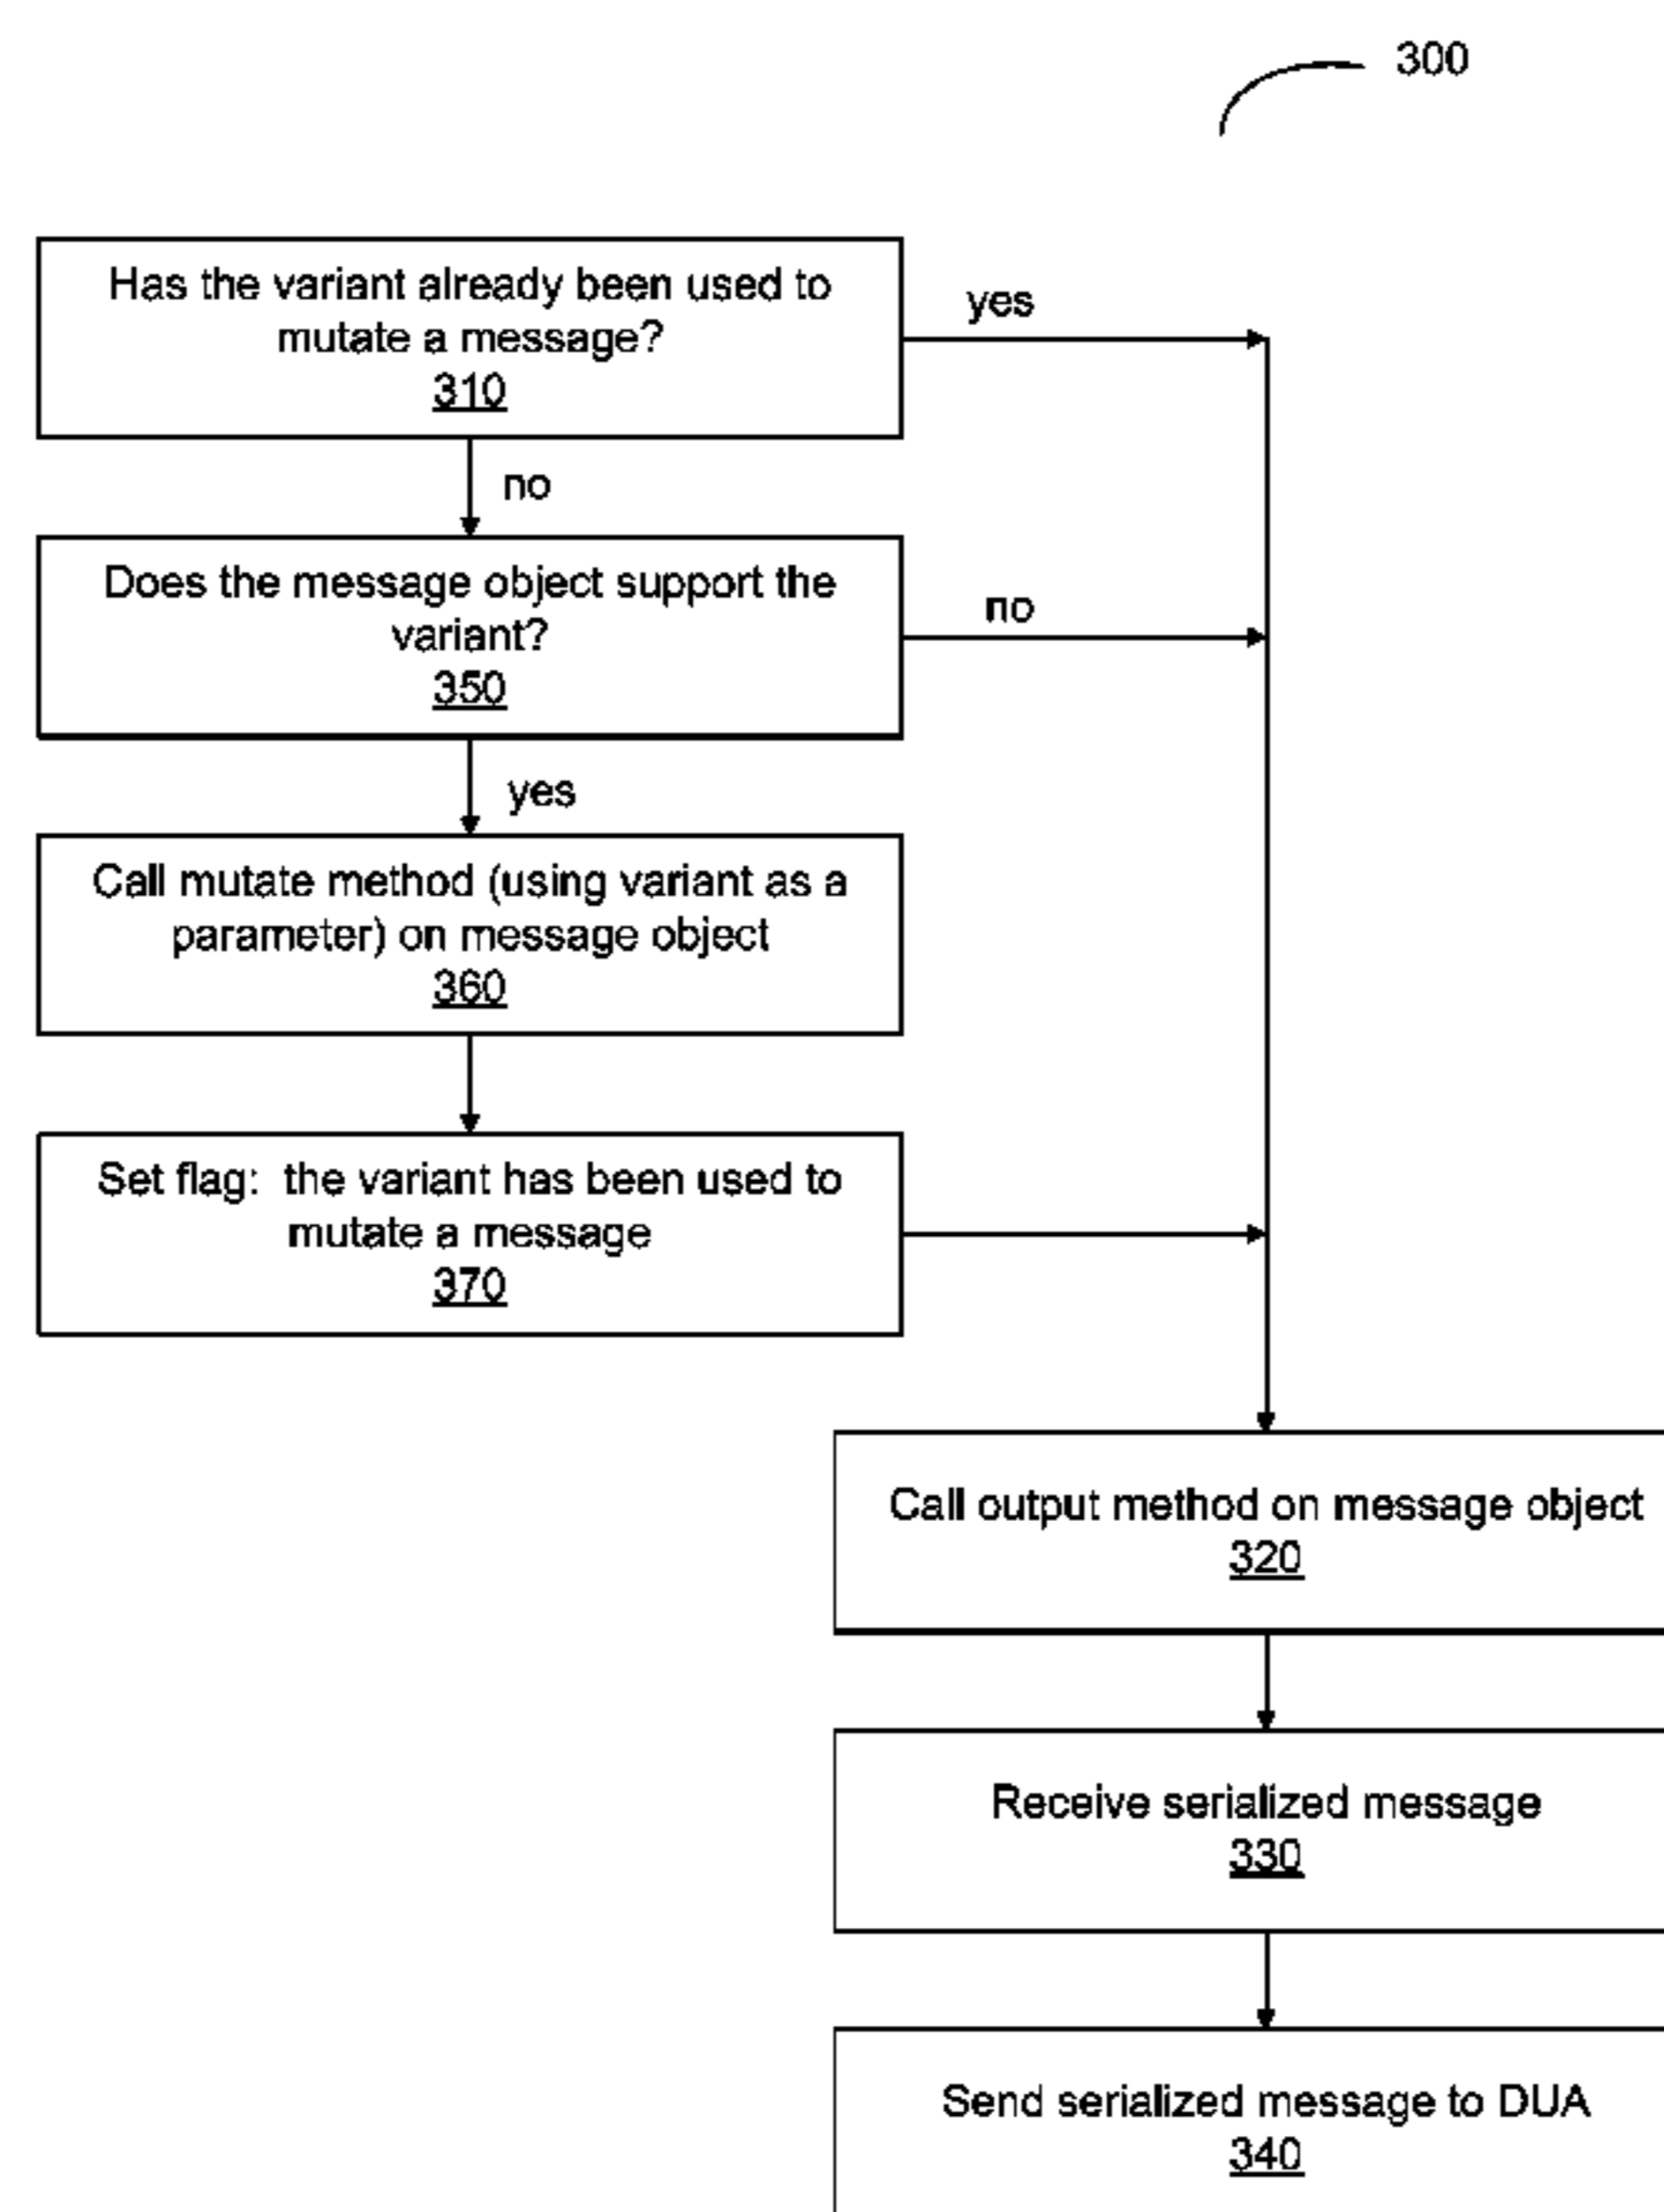 300
Has the variant already been used to
mutate a message?
310
yes
no
Does the message object support the
variant?
350
no
yes
Call mutate method (using variant as a
parameter) on message object
360
Set flag:  the variant has been used to
mutate a message
370
Call output method on message object
320
Receive serialized message
330
Send serialized message to DUA
340